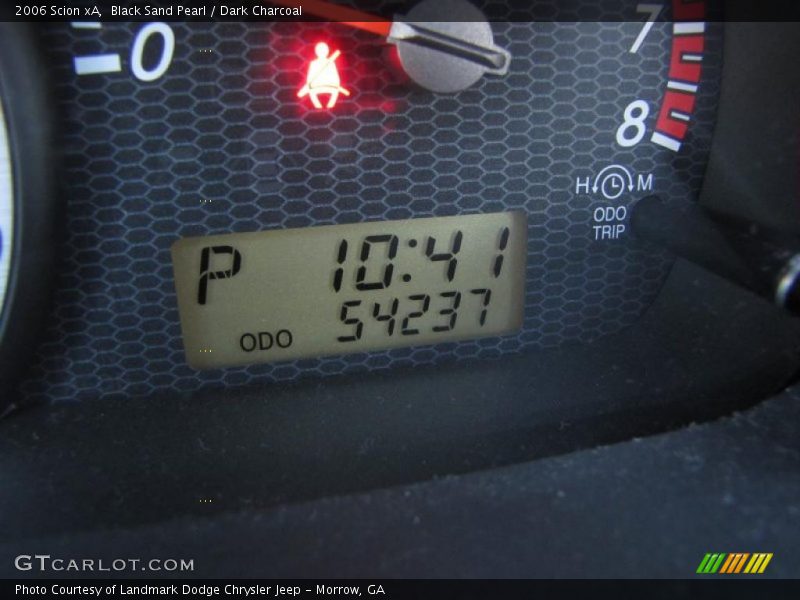 2006 Scion xA, Black Sand Pearl / Dark Charcoal
0
7
8
H M
ODO
TRIP
P 10:41
ODO 54237
GTCARLOT.COM
Photo Courtesy of Landmark Dodge Chrysler Jeep - Morrow, GA